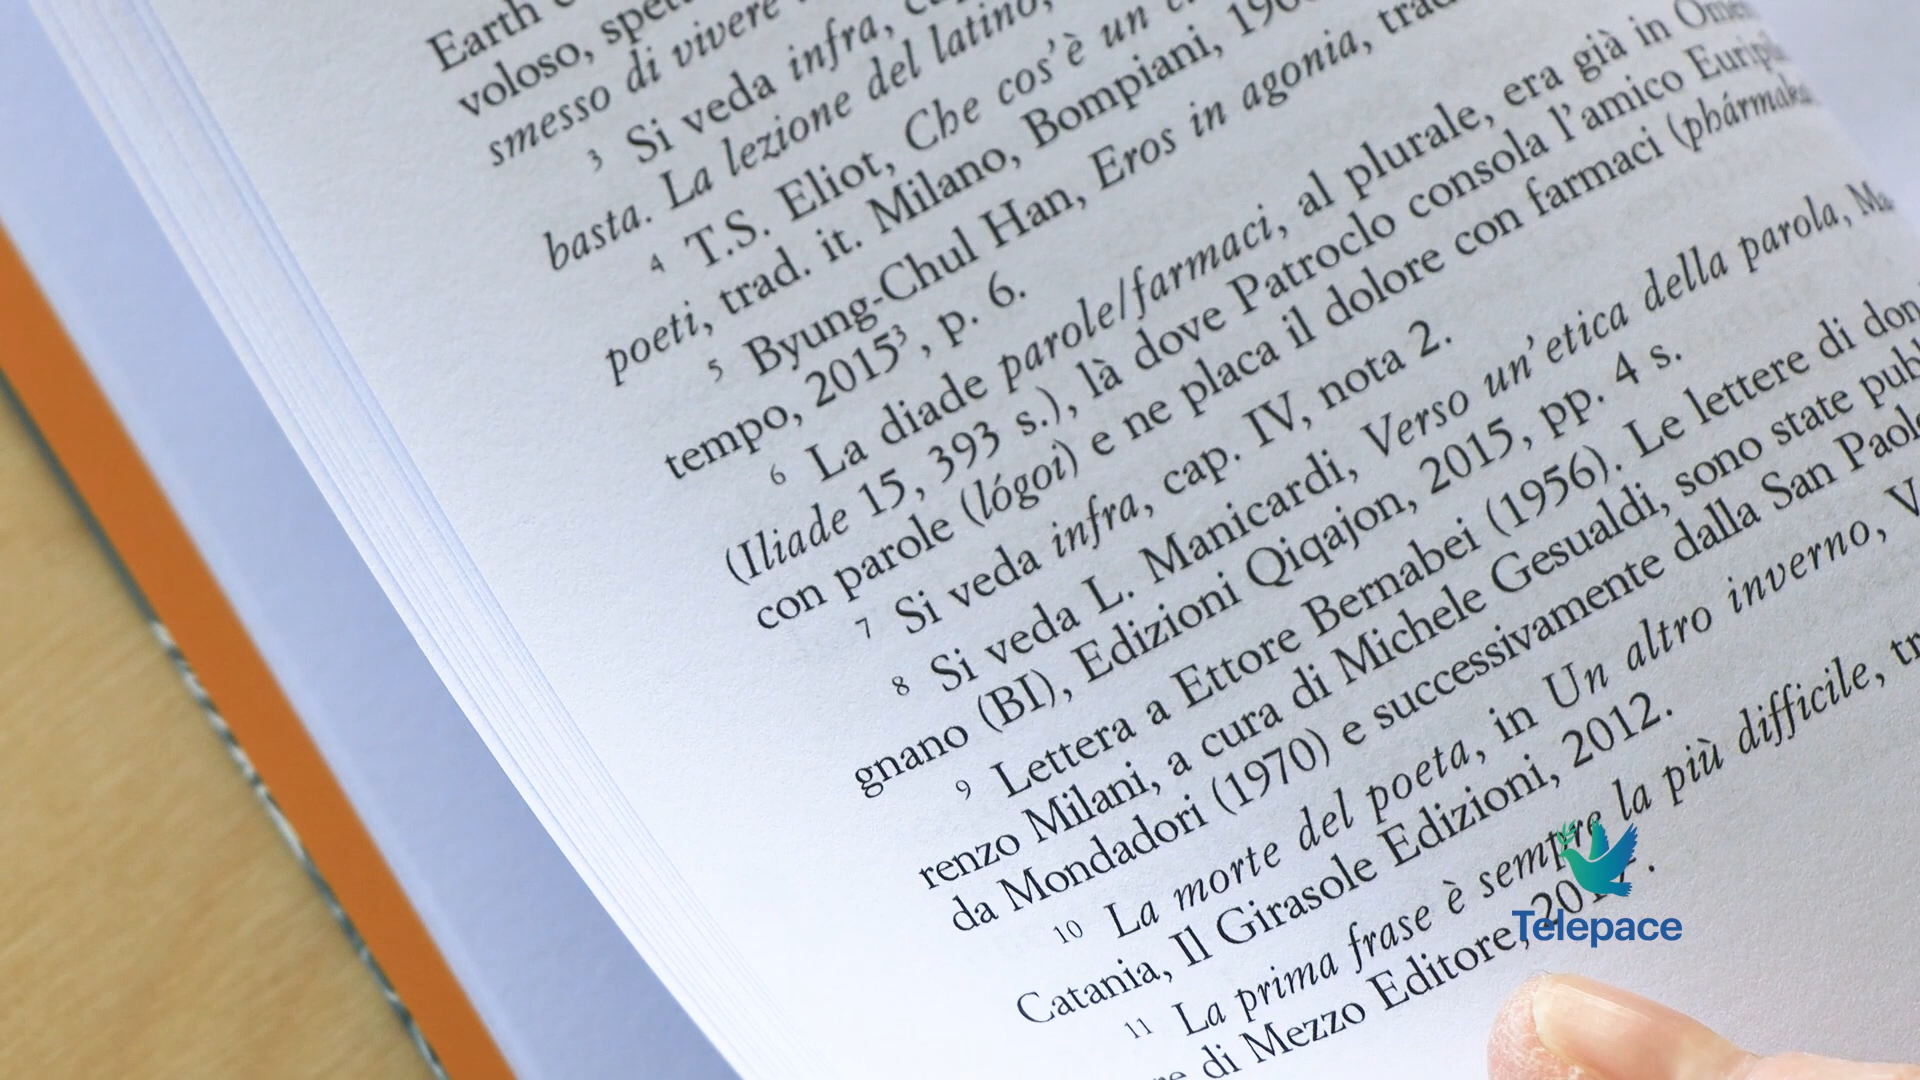 Earth
voloso,
smesso di vivere
3 Si veda infra,
basta. La lezione del latino,
4 T.S. Eliot, Che cos'è un
poeti, trad. it. Milano, Bompiani,
5 Byung-Chul Han, Eros in agonia,
tempo, 2015³, p. 6.
6 La diade parole/farmaci, al plurale, era già in
(Iliade 15, 393 s.), là dove Patroclo consola l'amico
con parole (lógoi) e ne placa il dolore con farmaci
7 Si veda infra, cap. IV, nota 2.
8 Si veda L. Manicardi, Verso un'etica della parola,
gnano (BI), Edizioni Qiqajon, 2015, pp. 4 s.
9 Lettera a Ettore Bernabei (1956). Le lettere di don
renzo Milani, a cura di Michele Gesualdi, sono state
da Mondadori (1970) e successivamente dalla San
10 La morte del poeta, in Un altro inverno,
Catania, Il Girasole Edizioni, 2012.
11 La prima frase è sempre la più difficile,
di Mezzo Editore,
Telepace